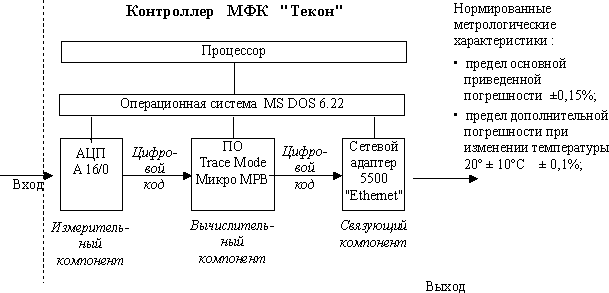 Контроллер МФК "Текон"
Процессор
Операционная система MS DOS 6.22
АЦП
А 16/0
Цифро-
вой
код
ПО
Trace Mode
Микро МРВ
Цифро-
вой
код
Сетевой
адаптер
5500
"Ethernet"
Вход
Измеритель-
ный
компонент
Вычислитель-
ный
компонент
Связующий
компонент
Выход
Нормированные
метрологические
характеристики :
• предел основной
приведенной
погрешности ±0,15%;
• предел дополнительной
погрешности при
изменении температуры
20° ± 10°С ± 0,1%;